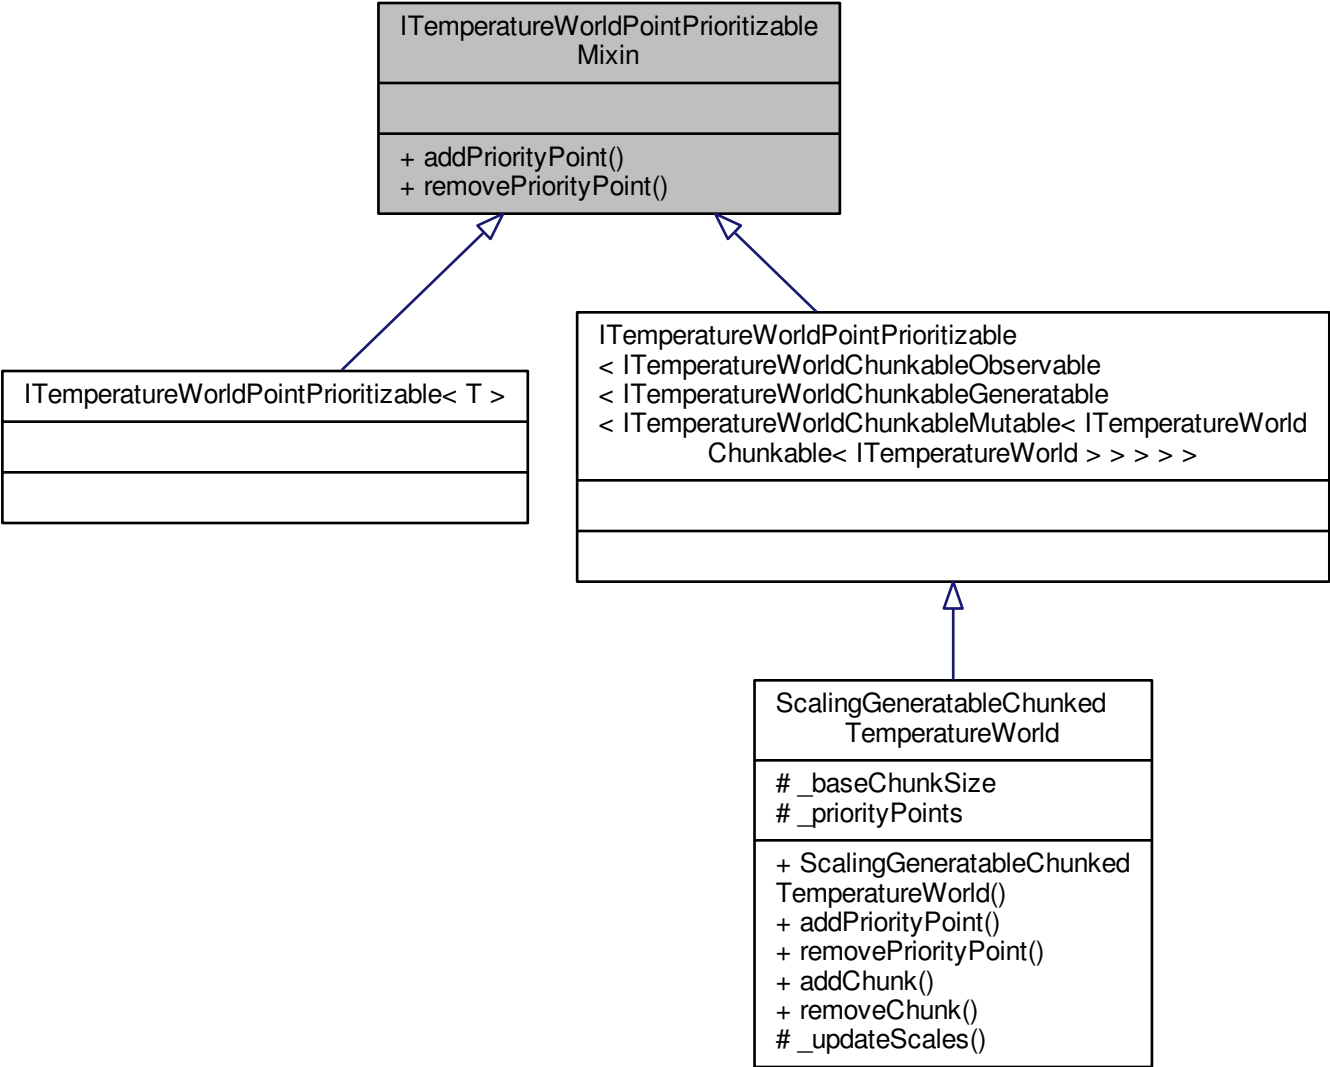 ITemperatureWorldPointPrioritizable
Mixin
+ addPriorityPoint()
+ removePriorityPoint()
ITemperatureWorldPointPrioritizable< T >
ITemperatureWorldPointPrioritizable
< ITemperatureWorldChunkableObservable
< ITemperatureWorldChunkableGeneratable
< ITemperatureWorldChunkableMutable< ITemperatureWorld
Chunkable< ITemperatureWorld > > > > >
ScalingGeneratableChunked
TemperatureWorld
# _baseChunkSize
# _priorityPoints
+ ScalingGeneratableChunked
TemperatureWorld()
+ addPriorityPoint()
+ removePriorityPoint()
+ addChunk()
+ removeChunk()
# _updateScales()